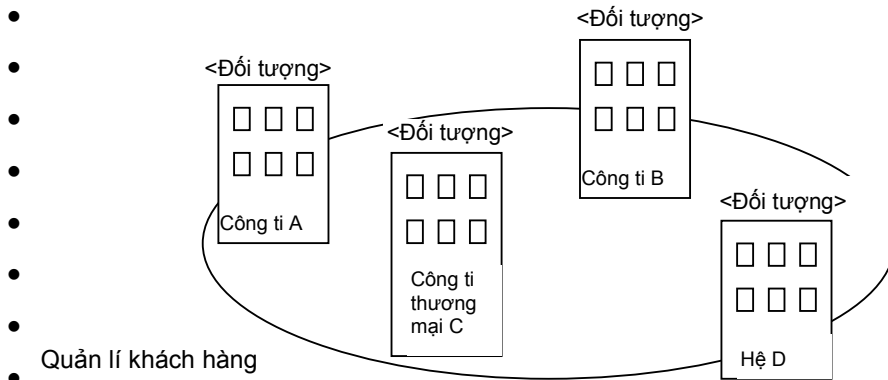 <Đối tượng>
<Đối tượng>
<Đối tượng>
Công ti B
<Đối tượng>
Công ti A
Công ti
thương
mại C
Quản lí khách hàng
Hệ D